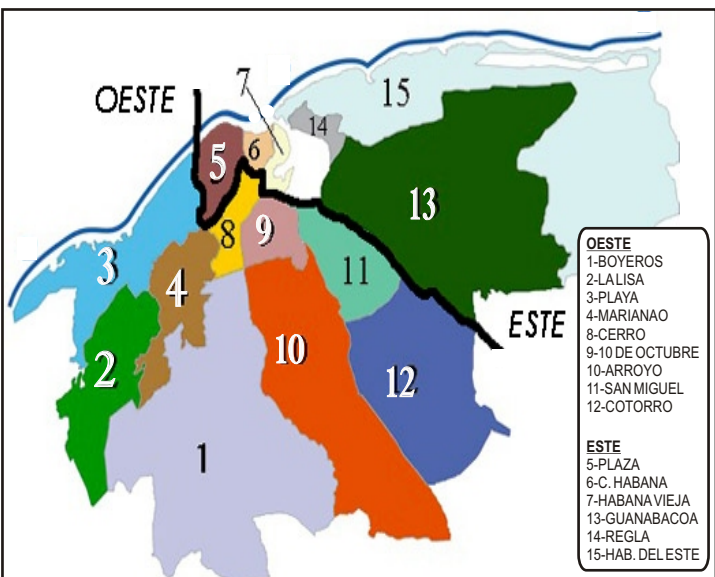 OESTE
7
15
14
6
5
13
8
9
3
4
11
ESTE
10
2
12
1
OESTE
1-BOYEROS
2-LA LISA
3-PLAYA
4-MARIANAO
8-CERRO
9-10 DE OCTUBRE
10-ARROYO
11-SAN MIGUEL
12-COTORRO
ESTE
5-PLAZA
6-C. HABANA
7-HABANA VIEJA
13-GUANABACOA
14-REGLA
15-HAB. DEL ESTE